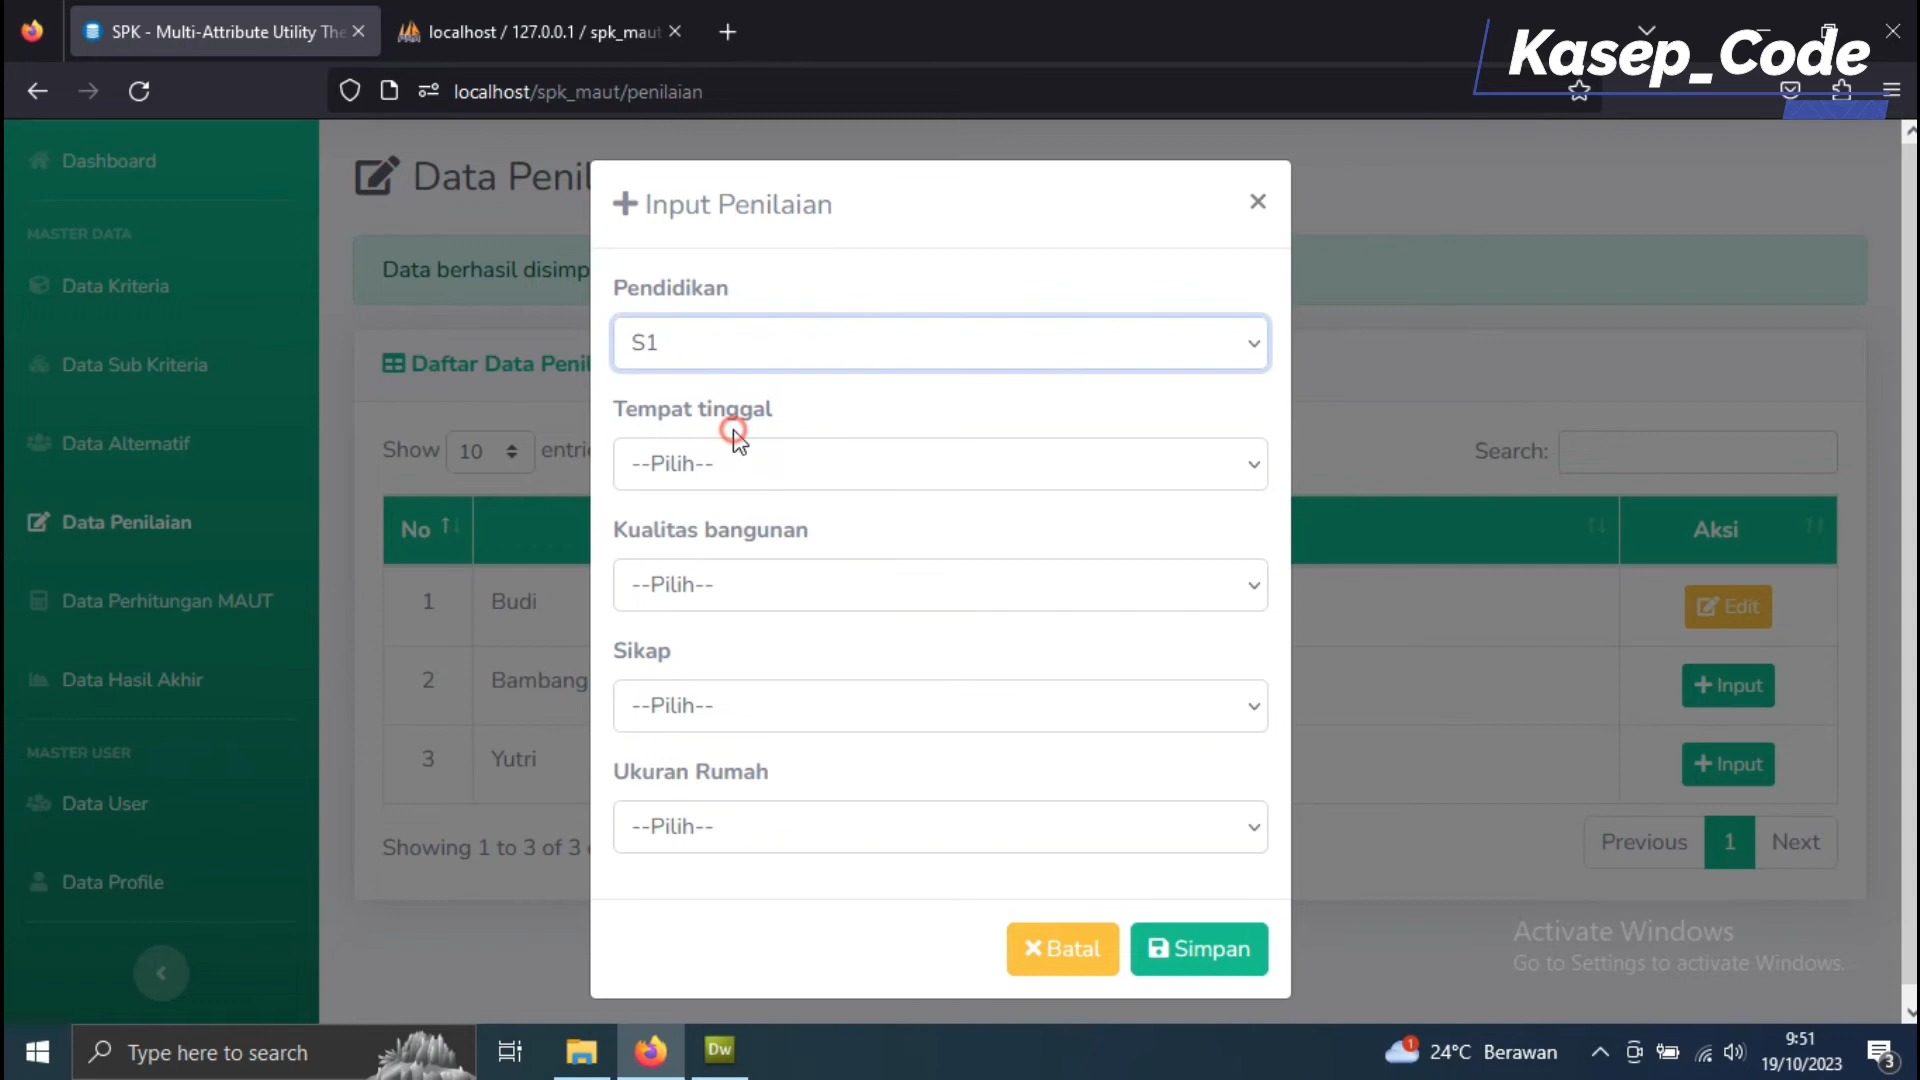 SPK - Multi-Attribute Utility The
localhost / 127.0.0.1 / spk_maut
Kasep_Code
localhost/spk_maut/penilaian
Dashboard
MASTER DATA
Data Kriteria
Data Sub Kriteria
Data Alternatif
Data Penilaian
Data Perhitungan MAUT
Data Hasil Akhir
MASTER USER
Data User
Data Profile
Data Penil
Data berhasil disimp
Daftar Data Penil
Show 10 entri
Search:
No
Aksi
1 Budi Edit
2 Bambang Input
3 Yutri Input
Showing 1 to 3 of 3
Previous 1 Next
Input Penilaian
Pendidikan
S1
Tempat tinggal
--Pilih--
Kualitas bangunan
--Pilih--
Sikap
--Pilih--
Ukuran Rumah
--Pilih--
Batal Simpan
Activate Windows
Go to Settings to activate Windows.
Type here to search
Dw
1
24°C Berawan
9:51
19/10/2023
3